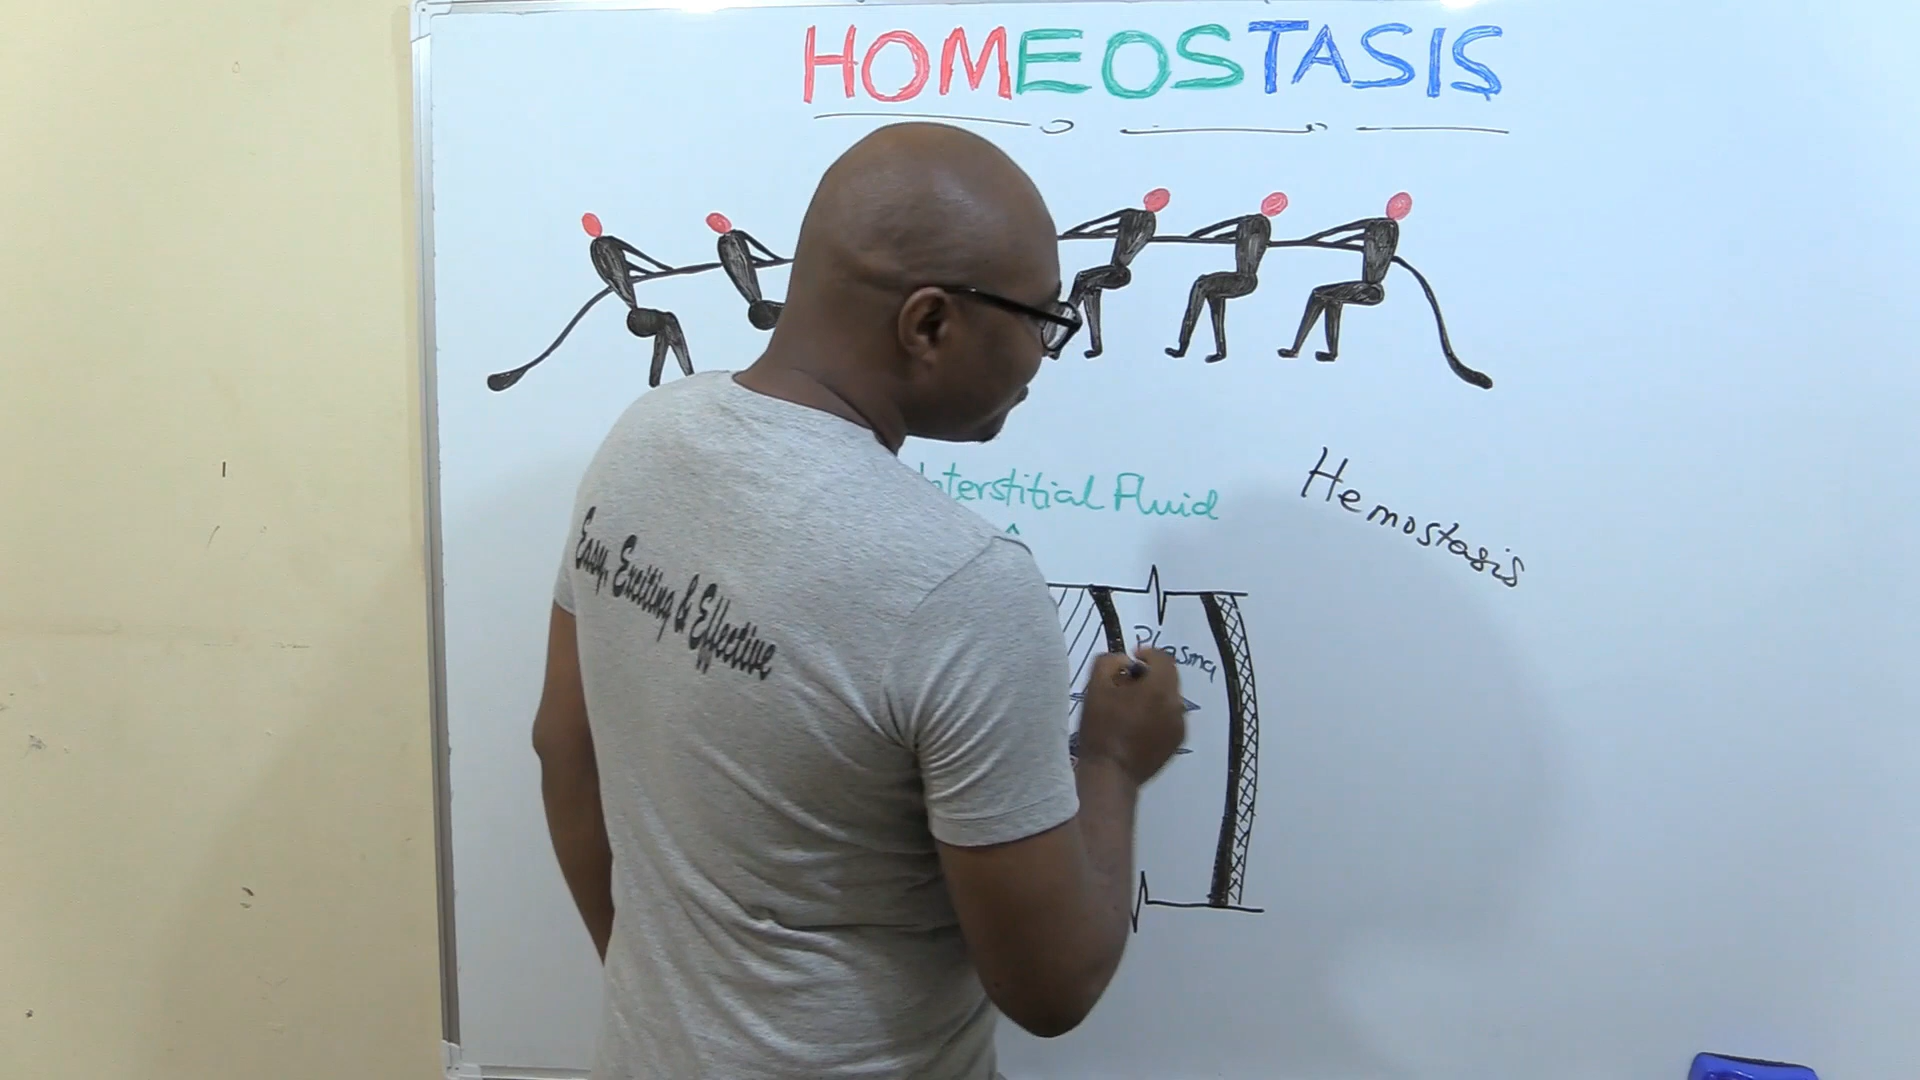 HOMEOSTASIS
Interstitial Fluid
Hemostasis
Plasma
Easy, Exciting & Effective